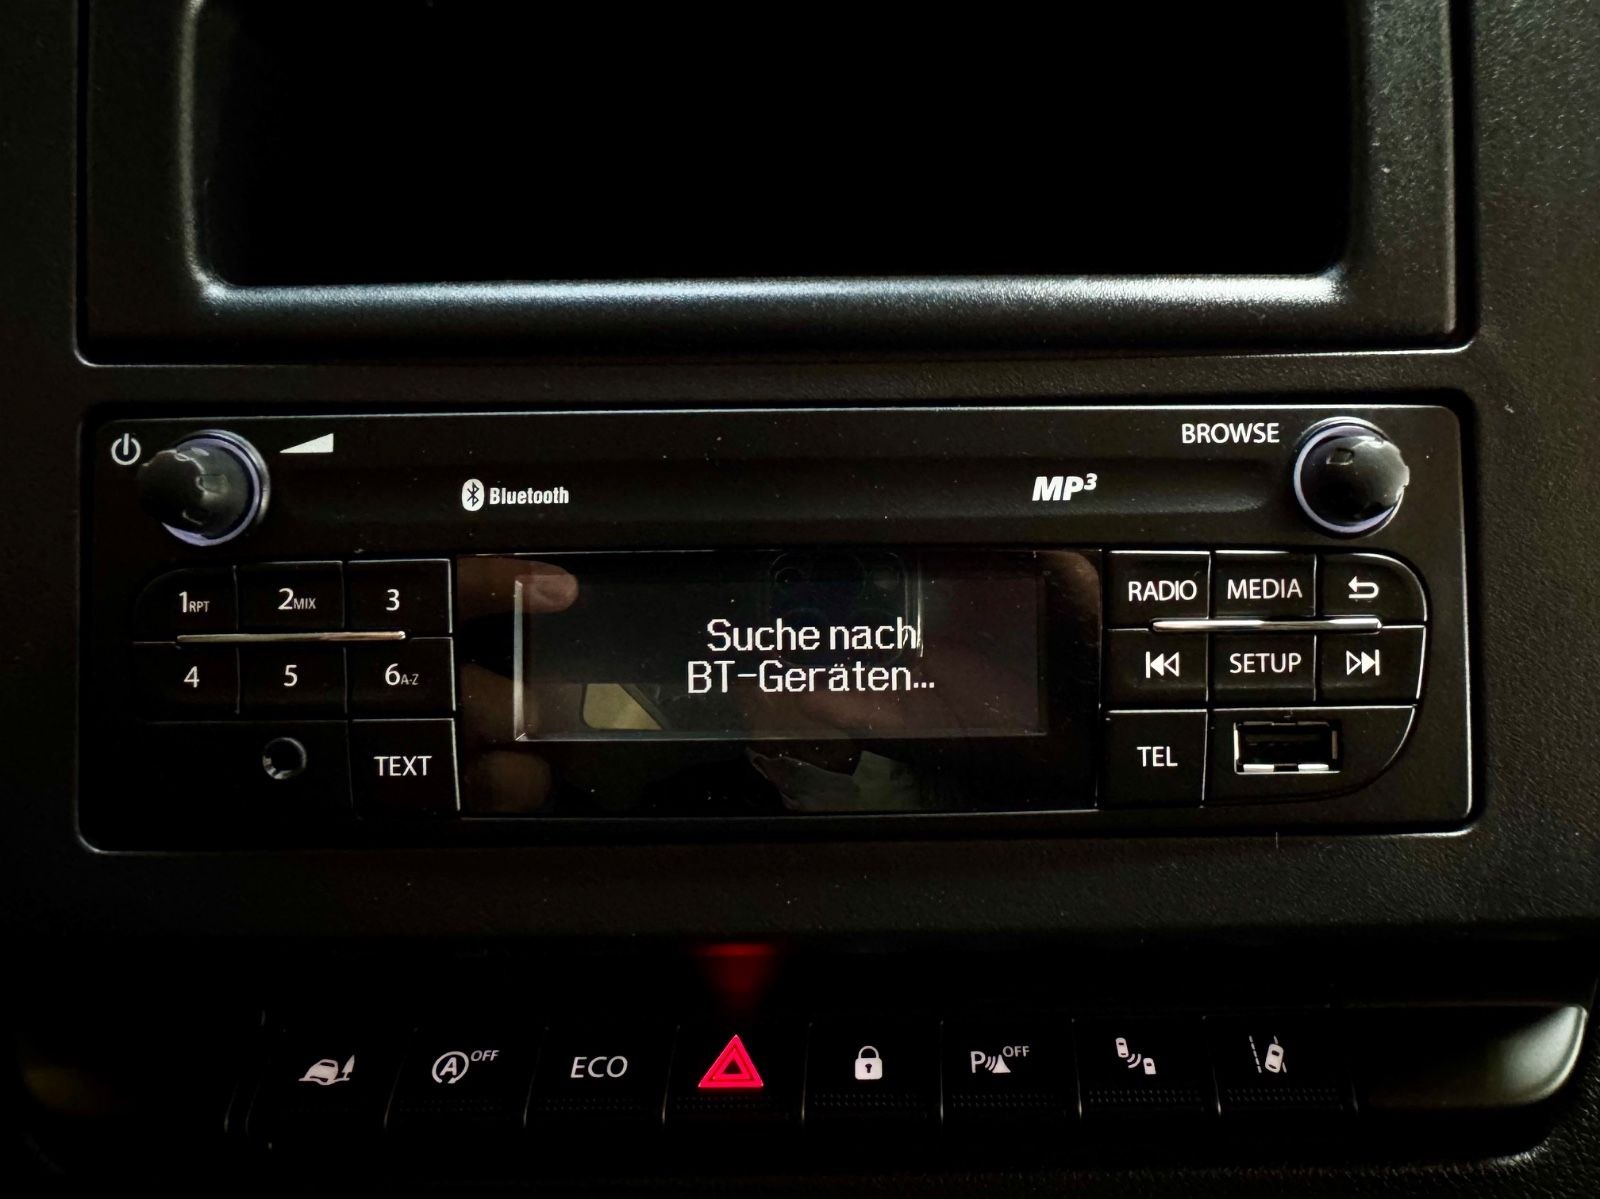 BROWSE
Bluetooth
MP3
1RPT
2MIX
3
RADIO
MEDIA
Suche nach
BT-Geräten...
4
5
6A-Z
SETUP
TEXT
TEL
A OFF
ECO
P OFF